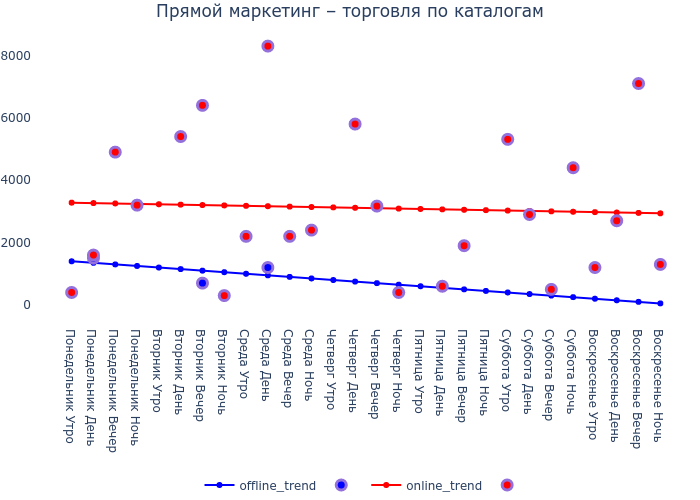 Прямой маркетинг – торговля по каталогам
8000
6000
4000
2000
0
Понедельник Утро
Понедельник День
Понедельник Вечер
Понедельник Ночь
Вторник Утро
Вторник День
Вторник Вечер
Вторник Ночь
Среда Утро
Среда День
Среда Вечер
Среда Ночь
Четверг Утро
Четверг День
Четверг Вечер
Четверг Ночь
Пятница Утро
Пятница День
Пятница Вечер
Пятница Ночь
Суббота Утро
Суббота День
Суббота Вечер
Суббота Ночь
Воскресенье Утро
Воскресенье День
Воскресенье Вечер
Воскресенье Ночь
offline_trend online_trend